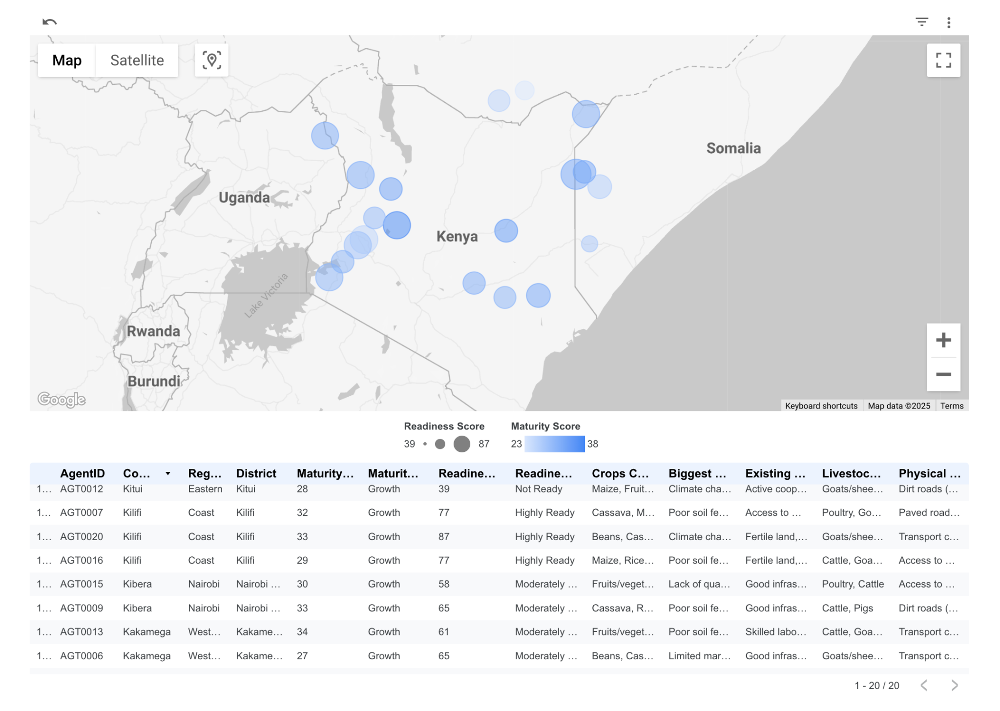 Map Satellite
Somalia
Uganda
Kenya
Lake Victoria
Rwanda
Burundi
Google
Keyboard shortcuts Map data ©2025 Terms
Readiness Score Maturity Score
39 87 23 38
AgentID Co... Reg... District Maturity... Maturit... Readine... Readine... Crops C... Biggest ... Existing ... Livestoc... Physical ...
1... AGT0012 Kitui Eastern Kitui 28 Growth 39 Not Ready Maize, Fruit... Climate cha... Active coop... Goats/shee... Dirt roads (...
1... AGT0007 Kilifi Coast Kilifi 32 Growth 77 Highly Ready Cassava, M... Poor soil fe... Access to ... Poultry, Go... Paved road...
1... AGT0020 Kilifi Coast Kilifi 33 Growth 87 Highly Ready Beans, Cas... Climate cha... Fertile land,... Goats/shee... Transport c...
1... AGT0016 Kilifi Coast Kilifi 29 Growth 77 Highly Ready Maize, Rice... Poor soil fe... Fertile land,... Cattle, Goa... Access to ...
1... AGT0015 Kibera Nairobi Nairobi ... 30 Growth 58 Moderately ... Fruits/veget... Lack of qua... Good infras... Poultry, Cattle Access to ...
1... AGT0009 Kibera Nairobi Nairobi ... 33 Growth 65 Moderately ... Cassava, R... Poor soil fe... Good infras... Cattle, Pigs Dirt roads (...
1... AGT0013 Kakamega West... Kakame... 34 Growth 61 Moderately ... Fruits/veget... Poor soil fe... Skilled labo... Cattle, Goa... Transport c...
1... AGT0006 Kakamega West... Kakame... 27 Growth 65 Moderately ... Beans, Cas... Limited mar... Good infras... Goats/shee... Transport c...
1 - 20 / 20